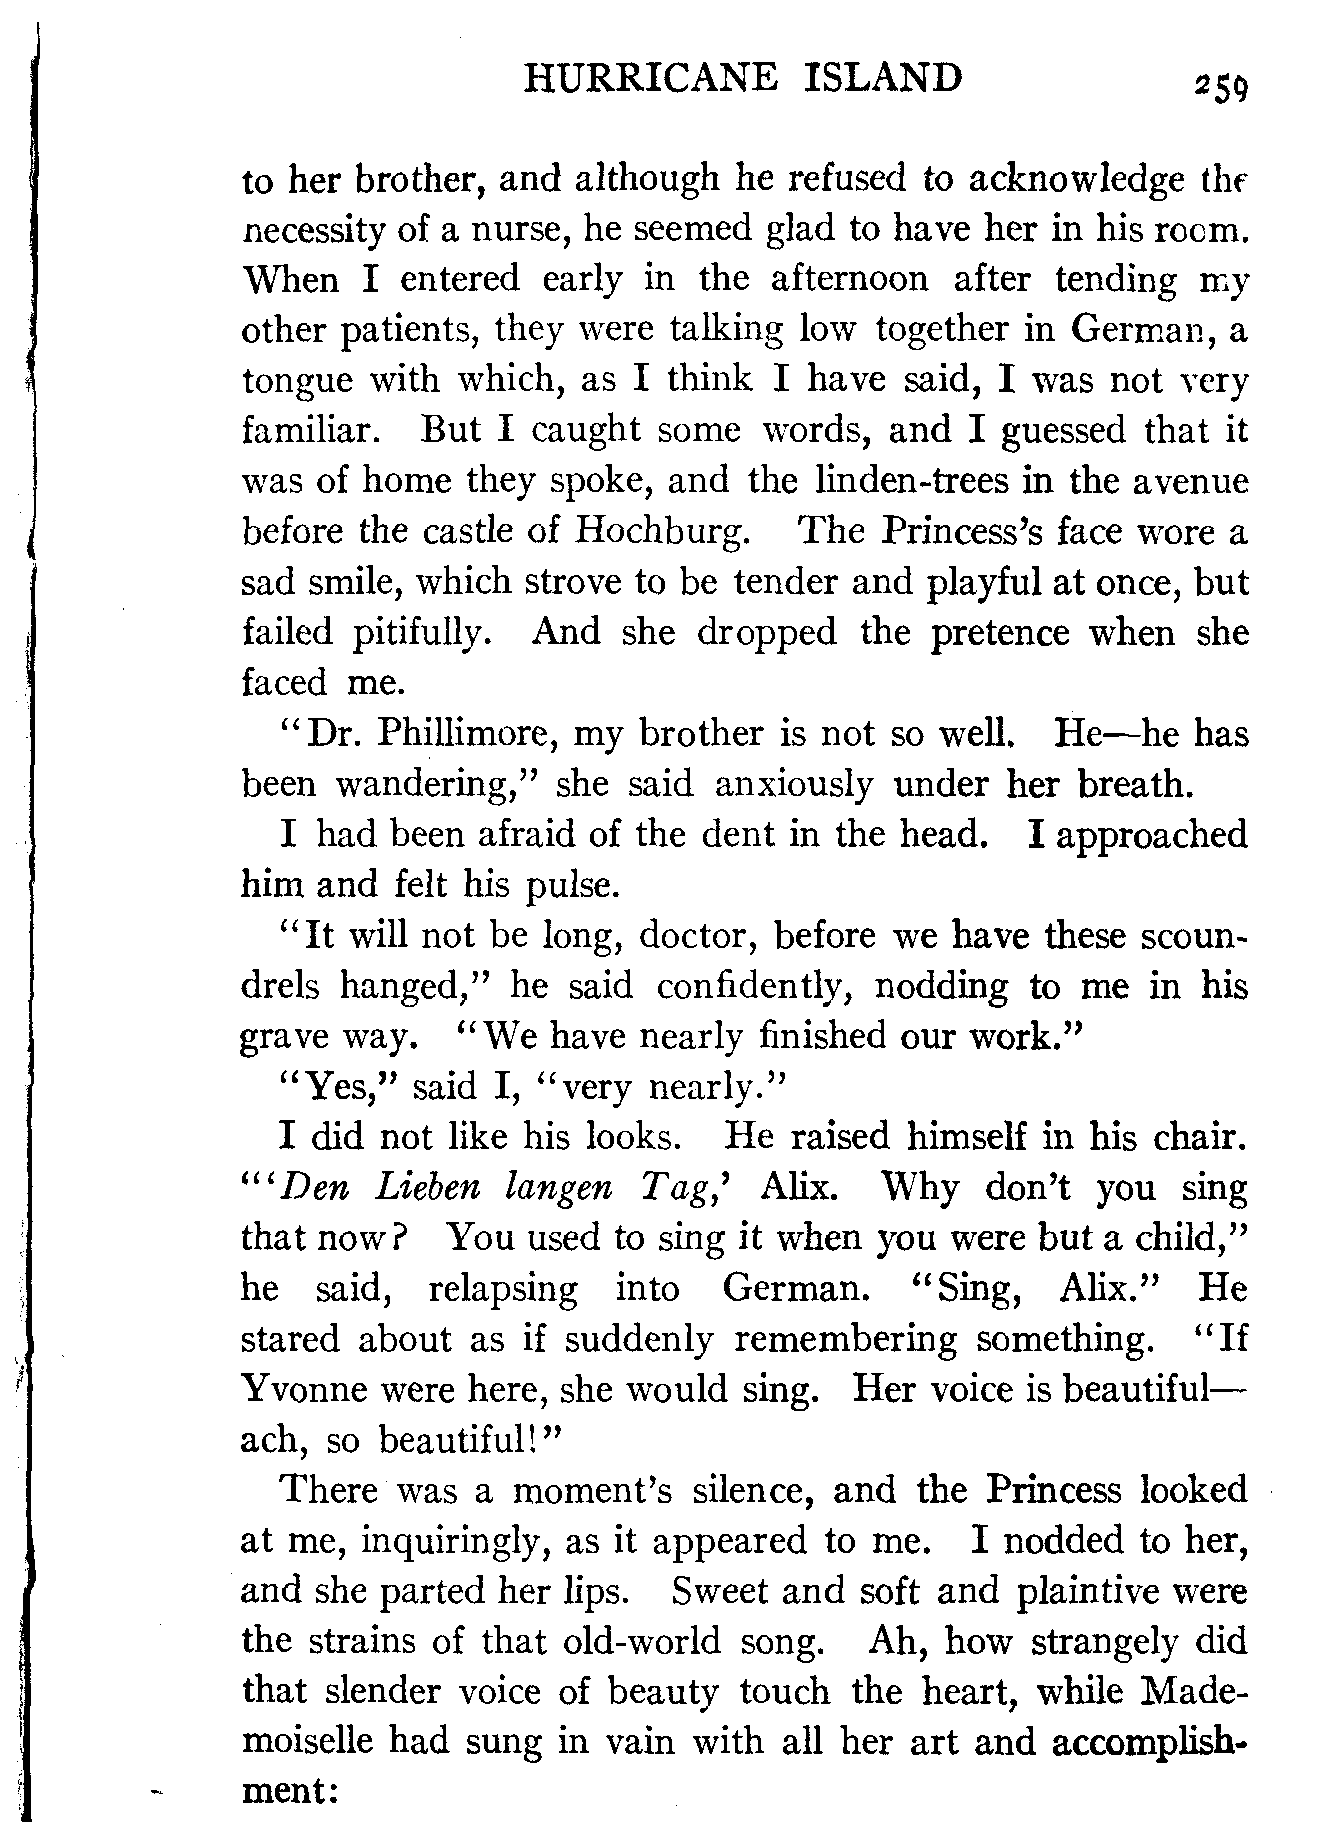 HURRICANE ISLAND 259
to her brother, and although he refused to acknowledge the
necessity of a nurse, he seemed glad to have her in his room.
When I entered early in the afternoon after tending my
other patients, they were talking low together in German, a
tongue with which, as I think I have said, I was not very
familiar. But I caught some words, and I guessed that it
was of home they spoke, and the linden-trees in the avenue
before the castle of Hochburg. The Princess's face wore a
sad smile, which strove to be tender and playful at once, but
failed pitifully. And she dropped the pretence when she
faced me.
"Dr. Phillimore, my brother is not so well. He—he has
been wandering," she said anxiously under her breath.
I had been afraid of the dent in the head. I approached
him and felt his pulse.
"It will not be long, doctor, before we have these scoun-
drels hanged," he said confidently, nodding to me in his
grave way. "We have nearly finished our work."
"Yes," said I, "very nearly."
I did not like his looks. He raised himself in his chair.
"'Den Lieben langen Tag,' Alix. Why don't you sing
that now? You used to sing it when you were but a child,"
he said, relapsing into German. "Sing, Alix." He
stared about as if suddenly remembering something. "If
Yvonne were here, she would sing. Her voice is beautiful—
ach, so beautiful!"
There was a moment's silence, and the Princess looked
at me, inquiringly, as it appeared to me. I nodded to her,
and she parted her lips. Sweet and soft and plaintive were
the strains of that old-world song. Ah, how strangely did
that slender voice of beauty touch the heart, while Made-
moiselle had sung in vain with all her art and accomplish-
ment: